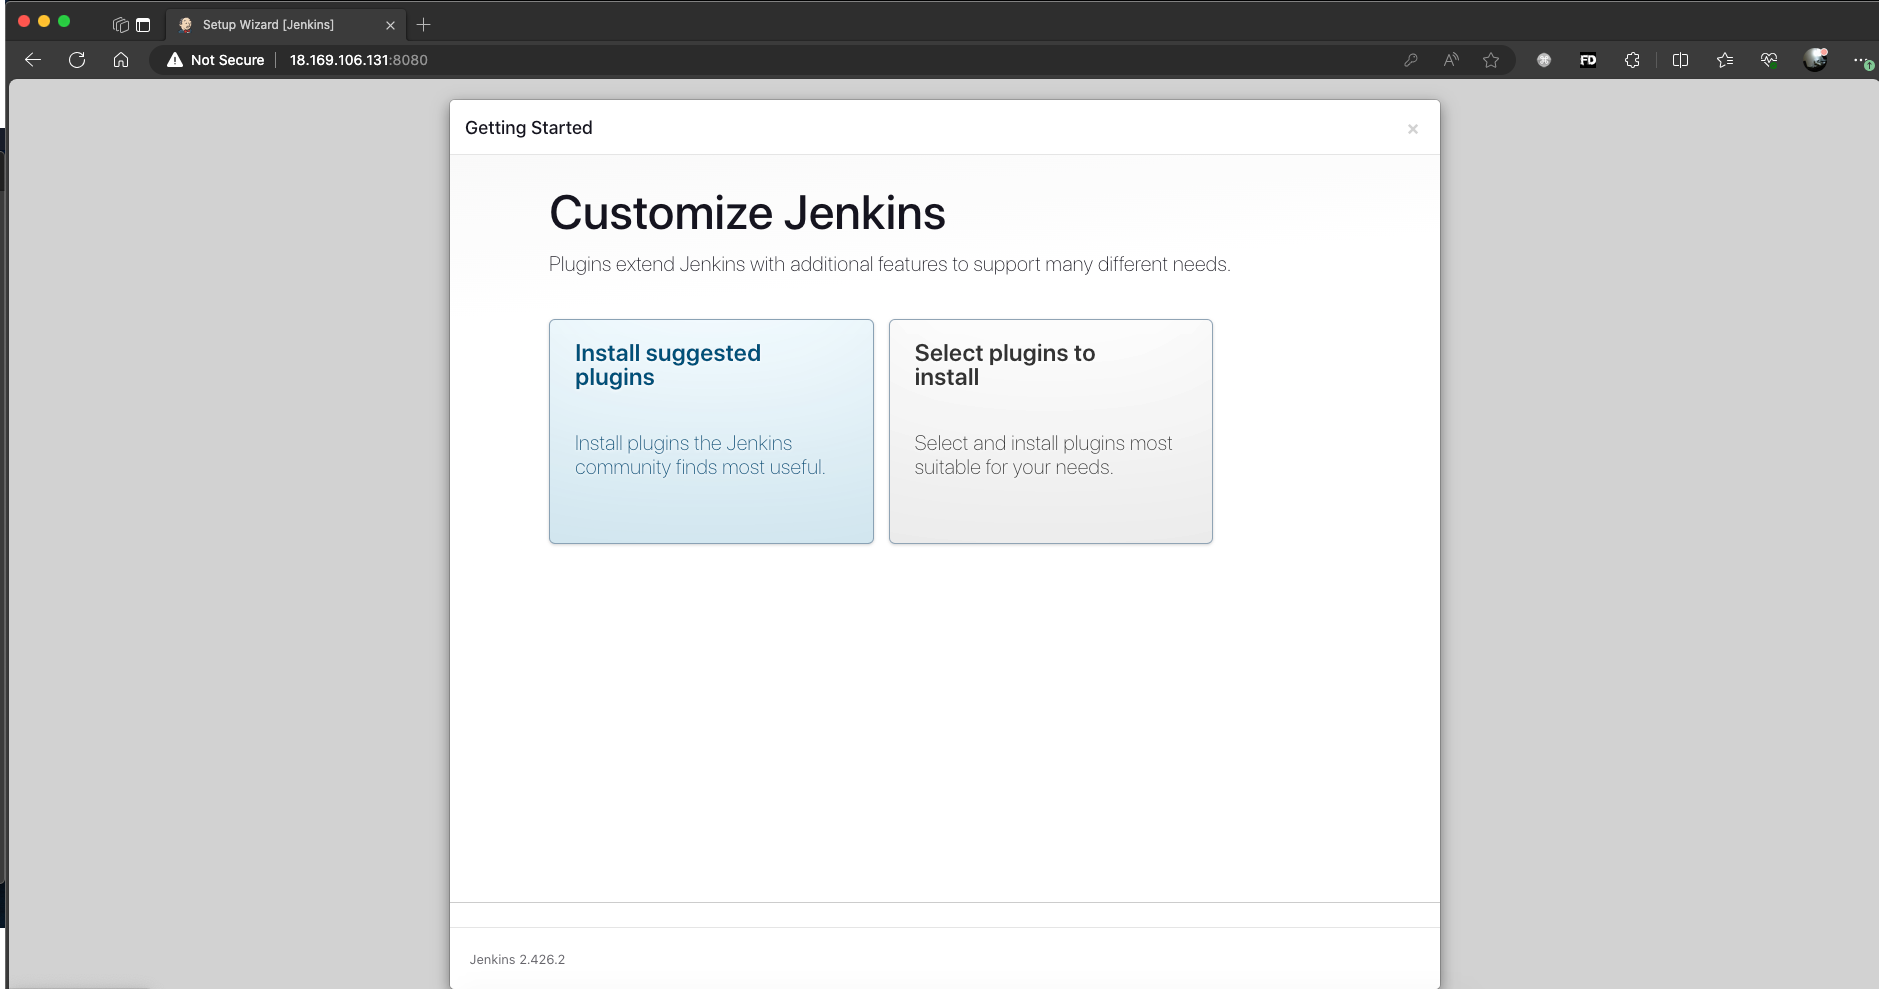 Setup Wizard [Jenkins]
Not Secure
18.169.106.131:8080
FD
Getting Started
Customize Jenkins
Plugins extend Jenkins with additional features to support many different needs.
Install suggested
plugins
Install plugins the Jenkins
community finds most useful.
Select plugins to
install
Select and install plugins most
suitable for your needs.
Jenkins 2.426.2